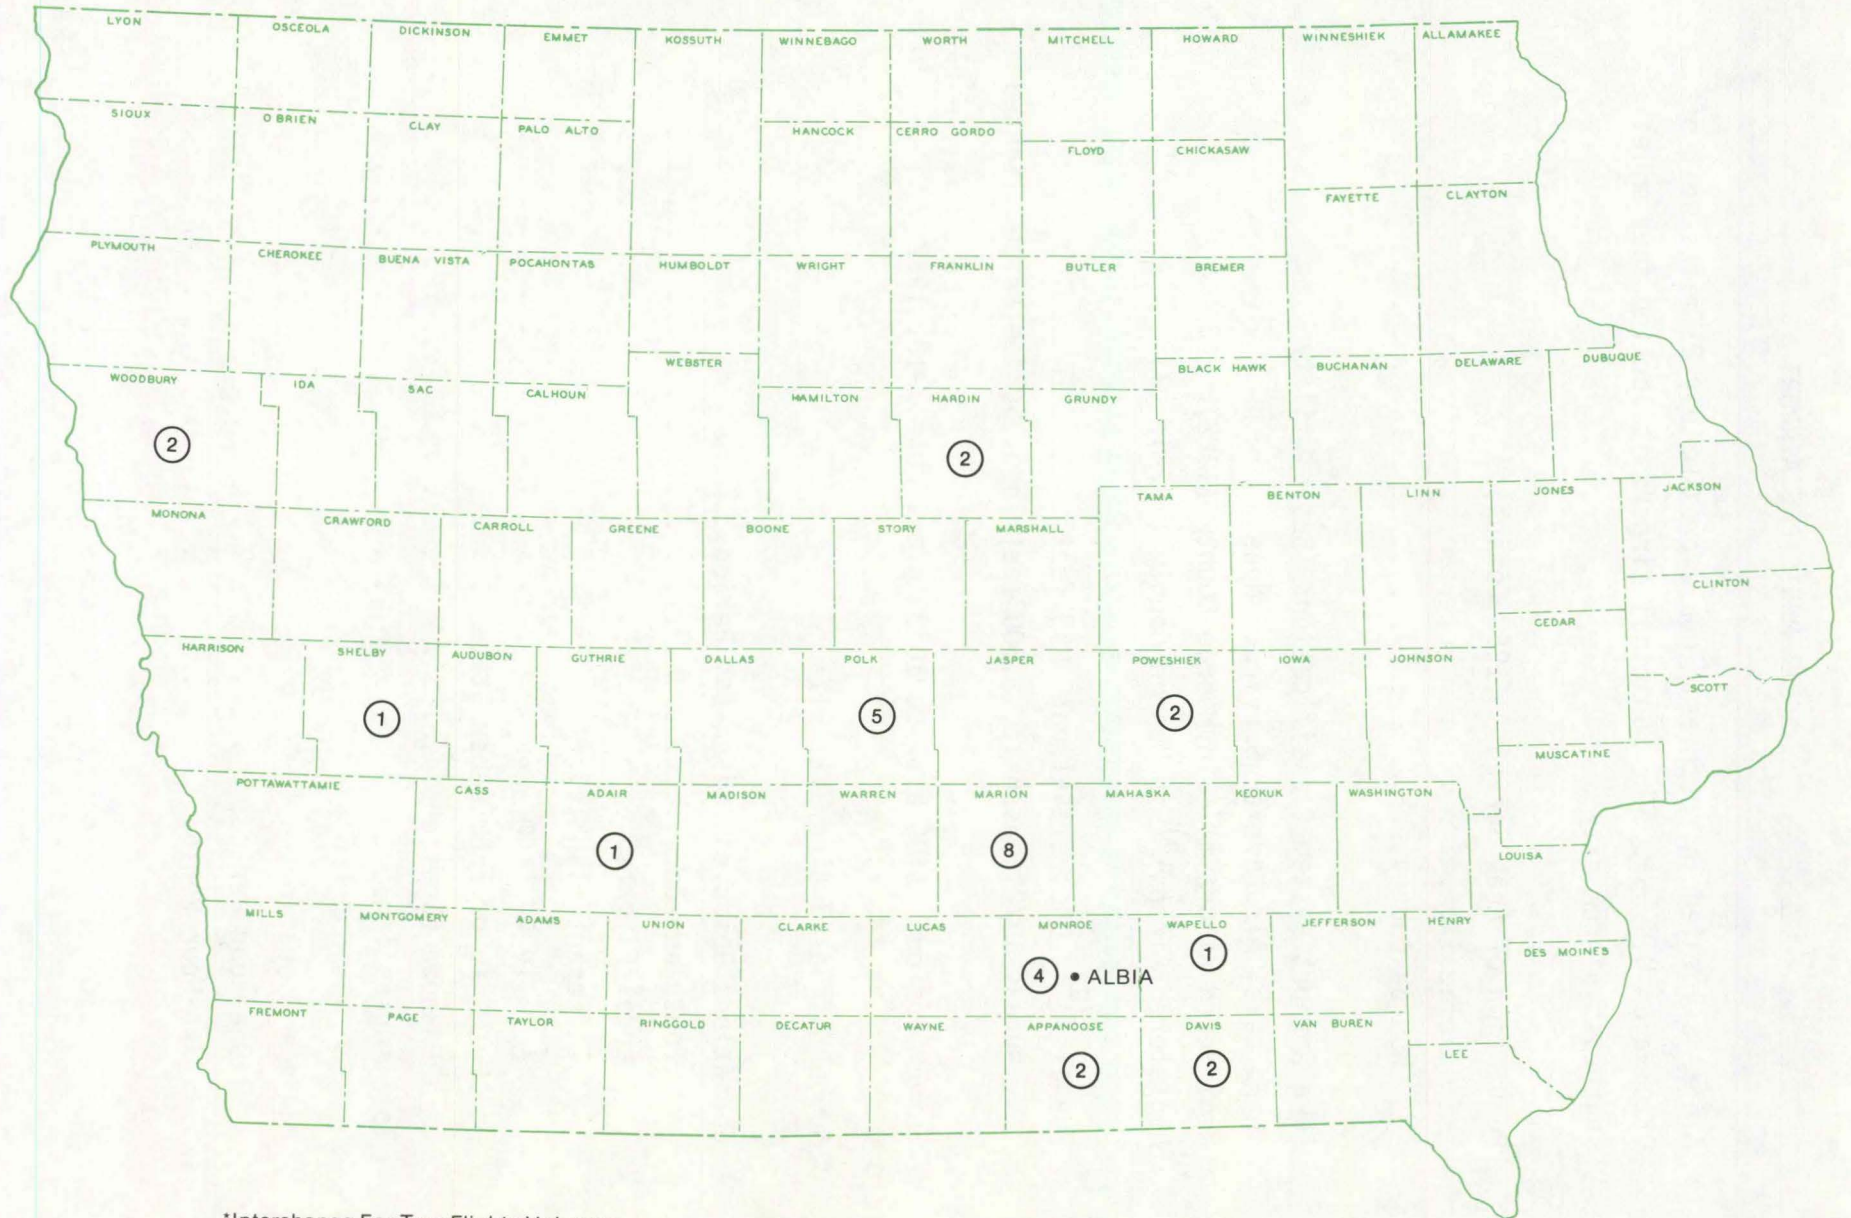 LYON OSCEOLA DICKINSON EMMET KOSSUTH WINNEBAGO WORTH MITCHELL HOWARD WINNESHIEK ALLAMAKEE
SIOUX O BRIEN CLAY PALO ALTO HANCOCK CERRO GORDO FLOYD CHICKASAW
FAYETTE CLAYTON
PLYMOUTH CHEROKEE BUENA VISTA POCAHONTAS HUMBOLDT WRIGHT FRANKLIN BUTLER BREMER
WEBSTER BLACK HAWK BUCHANAN DELAWARE DUBUQUE
WOODBURY IDA SAC CALHOUN HAMILTON HARDIN GRUNDY
2 2
TAMA BENTON LINN JONES JACKSON
MONONA CRAWFORD CARROLL GREENE BOONE STORY MARSHALL
CLINTON
CEDAR
HARRISON SHELBY AUDUBON GUTHRIE DALLAS POLK JASPER POWESHIEK IOWA JOHNSON
SCOTT
1 5 2
MUSCATINE
POTTAWATTAMIE CASS ADAIR MADISON WARREN MARION MAHASKA KEOKUK WASHINGTON
1 8
LOUISA
MILLS MONTGOMERY ADAMS UNION CLARKE LUCAS MONROE WAPELLO JEFFERSON HENRY
1
DES MOINES
4 • ALBIA
FREMONT PAGE TAYLOR RINGGOLD DECATUR WAYNE APPANOOSE DAVIS VAN BUREN
LEE
2 2